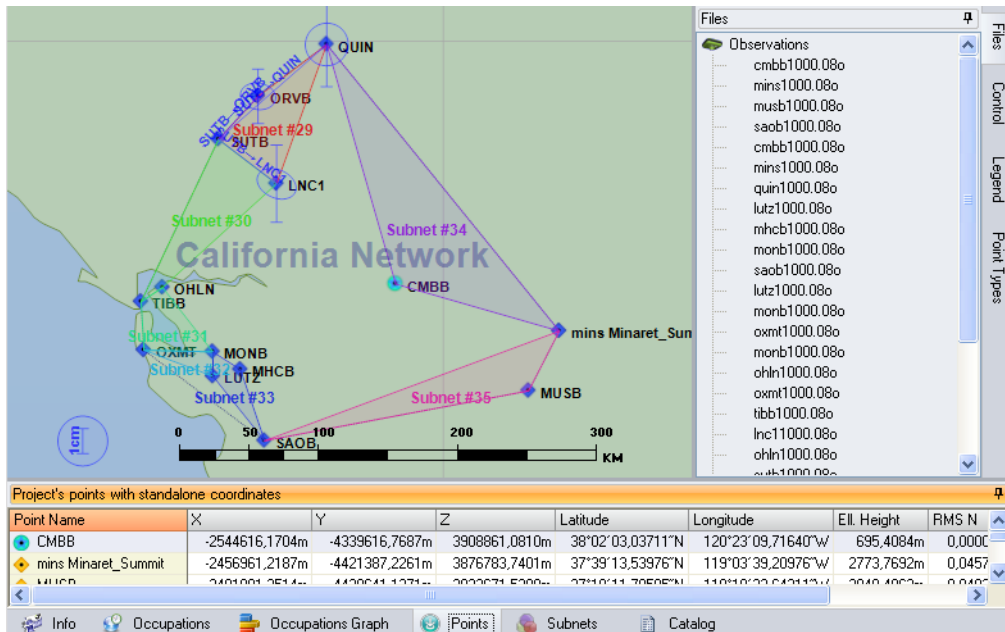 QUIN
ORVB
Subnet #29
SUTB
LNC1
Subnet #30
Subnet #34
California Network
OHLN
CMBB
TIBB
mins Minaret_Sum
Subnet #31
OXMT
MONB
Subnet #32
MHCB
LUTZ
Subnet #33
Subnet #35
MUSB
SAOB
1cm
0 50 100 200 300
KM
Files
Observations
cmbb1000.08o
mins1000.08o
musb1000.08o
saob1000.08o
cmbb1000.08o
mins1000.08o
quin1000.08o
lutz1000.08o
mhcb1000.08o
monb1000.08o
saob1000.08o
lutz1000.08o
monb1000.08o
oxmt1000.08o
monb1000.08o
ohln1000.08o
oxmt1000.08o
tibb1000.08o
lnc11000.08o
ohln1000.08o
Files
Control
Legend
Point Types
Project's points with standalone coordinates
Point Name X Y Z Latitude Longitude Ell. Height RMS N
CMBB -2544616,1704m -4339616,7687m 3908861,0810m 38°02'03,03711"N 120°23'09,71640"W 695,4084m 0,0000
mins Minaret_Summit -2456961,2187m -4421387,2261m 3876783,7401m 37°39'13,53976"N 119°03'39,20976"W 2773,7692m 0,0457
MUSB
Info Occupations Occupations Graph Points Subnets Catalog